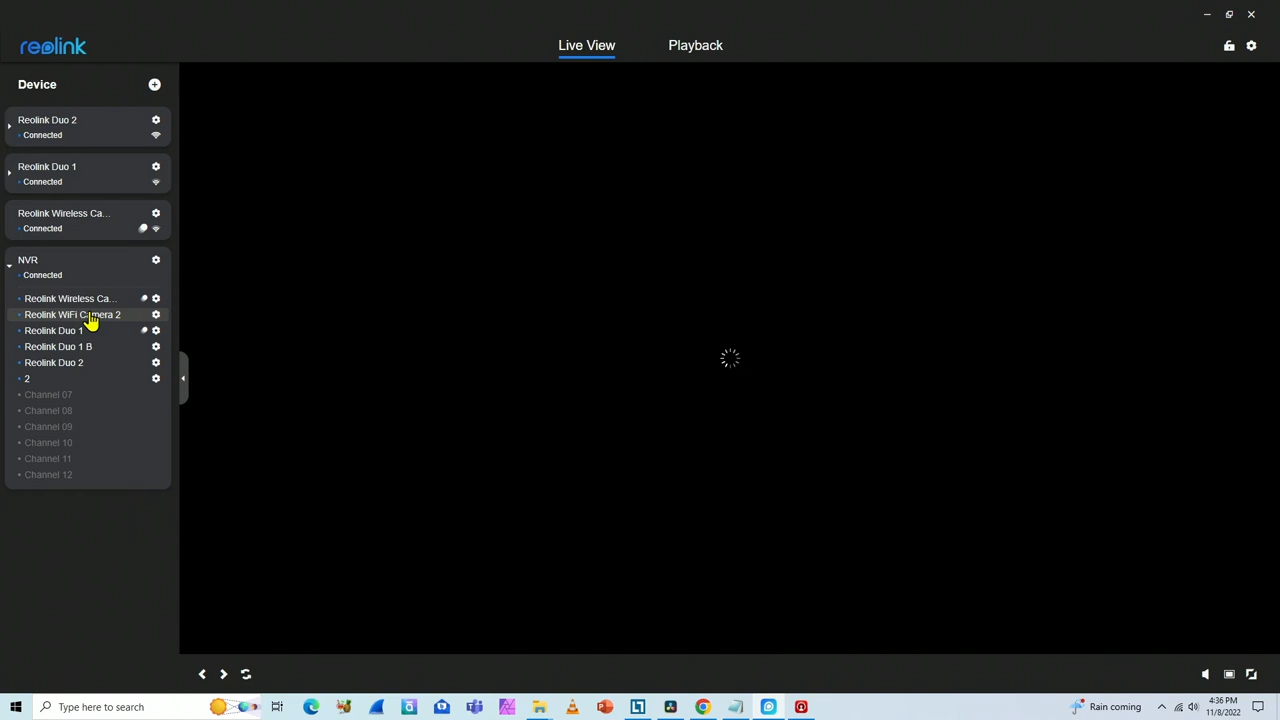 reolink
Live View
Playback
Device
Reolink Duo 2
Connected
Reolink Duo 1
Connected
Reolink Wireless Ca...
Connected
NVR
Connected
Reolink Wireless Ca...
Reolink WiFi Camera 2
Reolink Duo 1
Reolink Duo 1 B
Reolink Duo 2
2
Channel 07
Channel 08
Channel 09
Channel 10
Channel 11
Channel 12
Type here to search
Rain coming
4:36 PM
11/8/2022